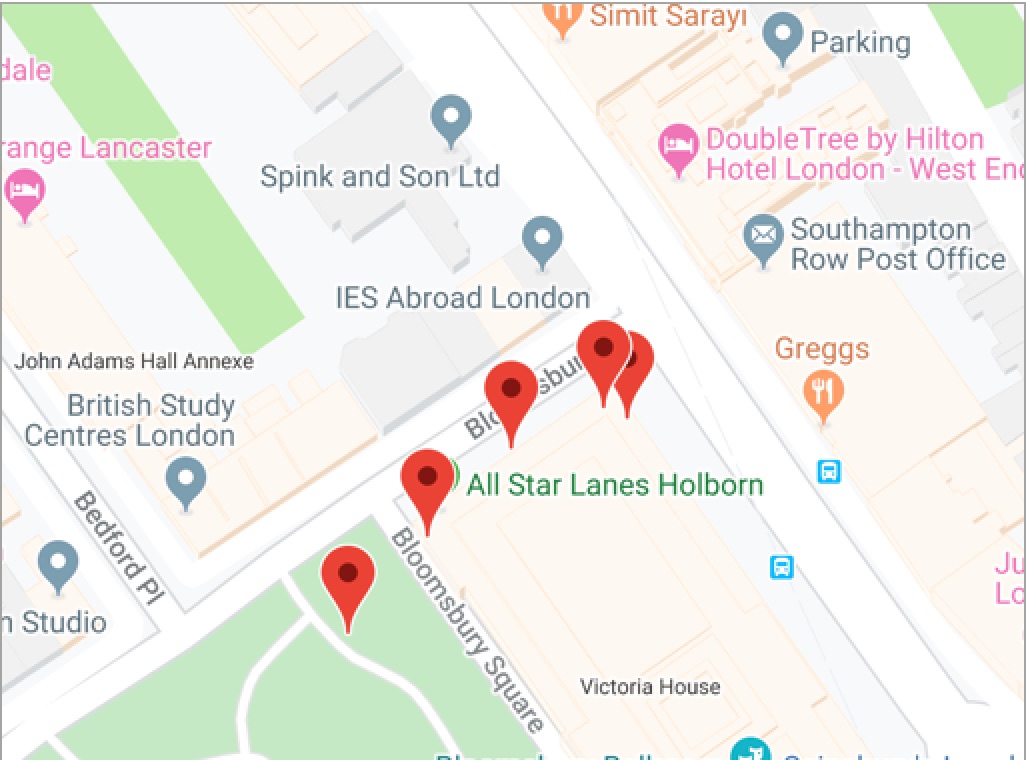 Simit Sarayı
Parking
dale
DoubleTree by Hilton
Hotel London - West End
range Lancaster
Spink and Son Ltd
Southampton
Row Post Office
IES Abroad London
Greggs
John Adams Hall Annexe
British Study
Centres London
All Star Lanes Holborn
Bedford Pl
Bloomsbury Square
Ju
Lo
n Studio
Victoria House